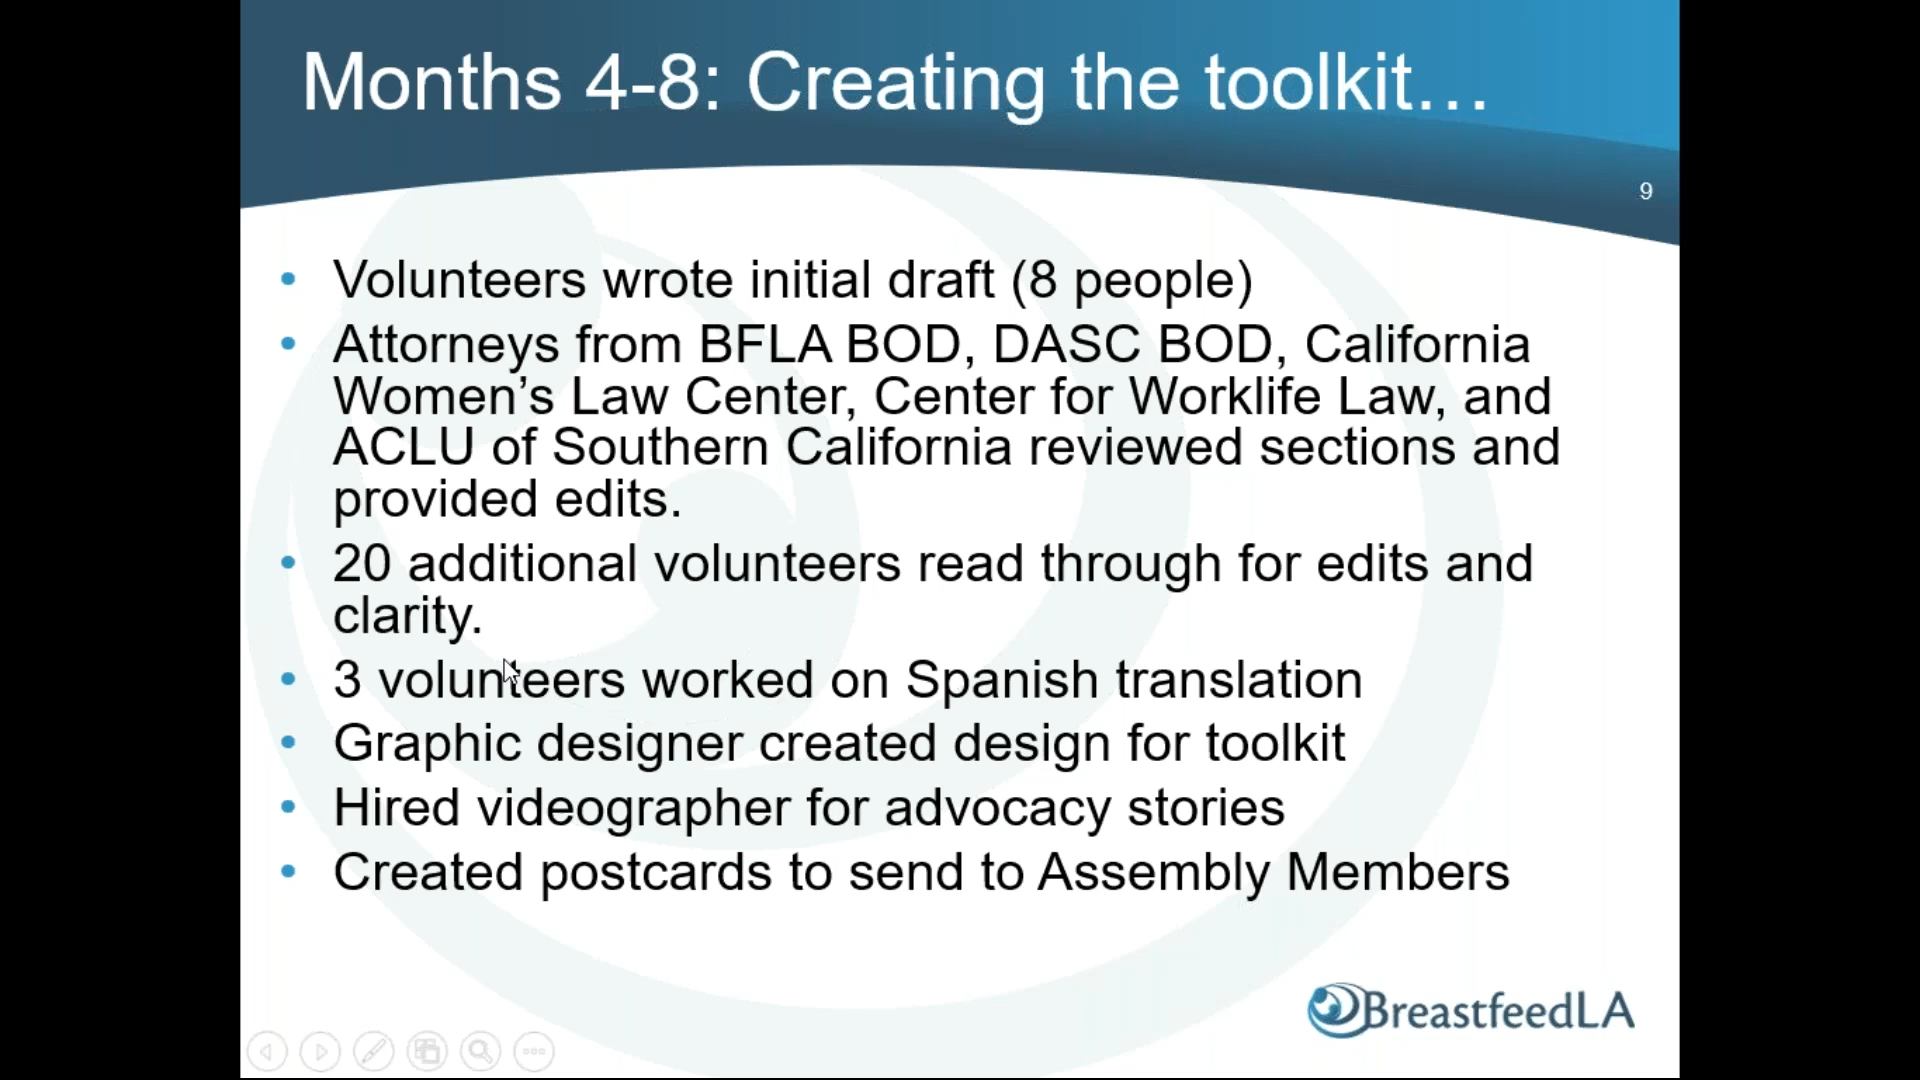 Months 4-8: Creating the toolkit…
9
• Volunteers wrote initial draft (8 people)
• Attorneys from BFLA BOD, DASC BOD, California
Women’s Law Center, Center for Worklife Law, and
ACLU of Southern California reviewed sections and
provided edits.
• 20 additional volunteers read through for edits and
clarity.
• 3 volunteers worked on Spanish translation
• Graphic designer created design for toolkit
• Hired videographer for advocacy stories
• Created postcards to send to Assembly Members
BreastfeedLA